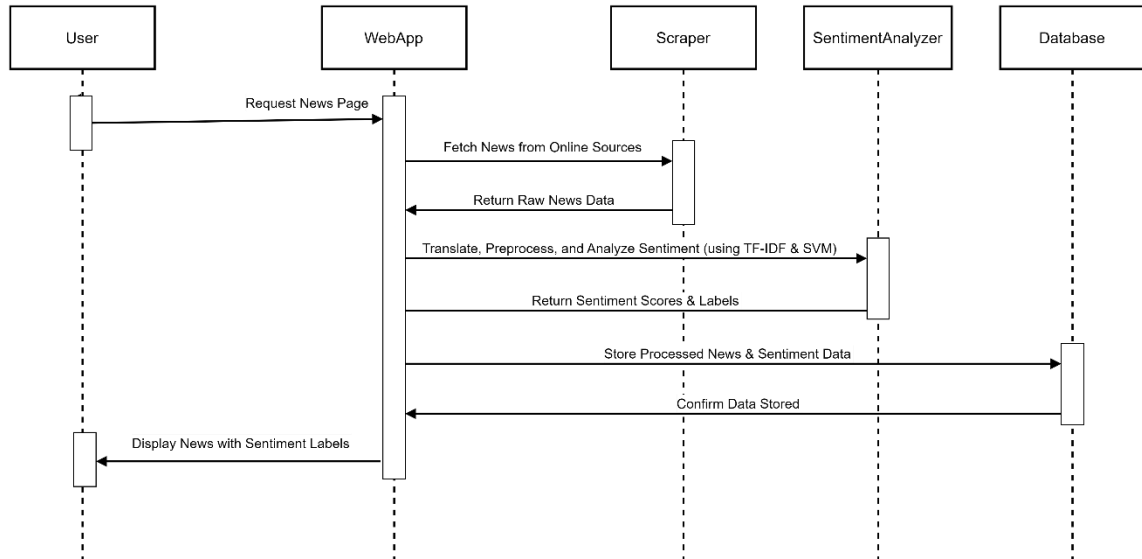 User
WebApp
Scraper
SentimentAnalyzer
Database
Request News Page
Fetch News from Online Sources
Return Raw News Data
Translate, Preprocess, and Analyze Sentiment (using TF-IDF & SVM)
Return Sentiment Scores & Labels
Store Processed News & Sentiment Data
Confirm Data Stored
Display News with Sentiment Labels